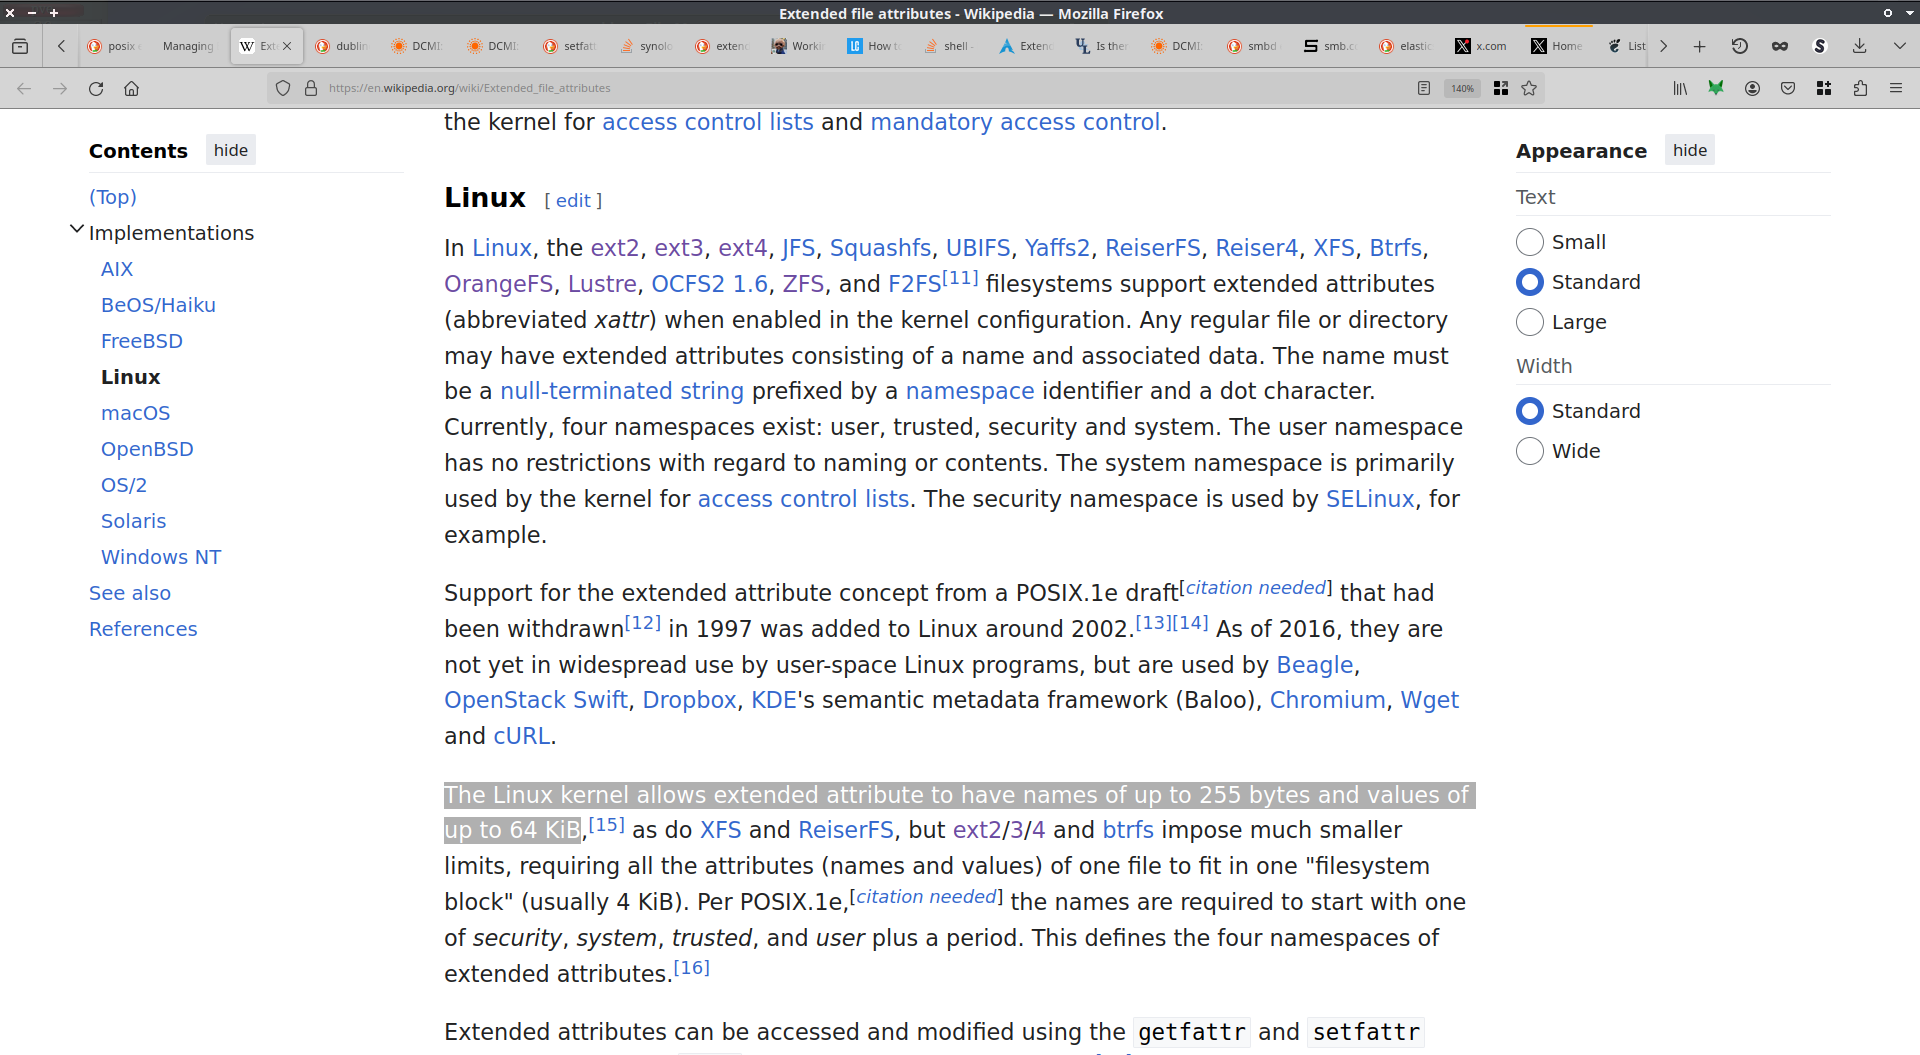 Extended file attributes - Wikipedia — Mozilla Firefox
posix
Managing
Ext
dublin
DCMI:
DCMI:
setfatt
synolo
extend
Worki
How to
shell -
Extend
Is ther
DCMI:
smbd
smb.c
elastic
x.com
Home
List
https://en.wikipedia.org/wiki/Extended_file_attributes
140%
Contents hide
(Top)
Implementations
AIX
BeOS/Haiku
FreeBSD
Linux
macOS
OpenBSD
OS/2
Solaris
Windows NT
See also
References
the kernel for access control lists and mandatory access control.
Linux [ edit ]
In Linux, the ext2, ext3, ext4, JFS, Squashfs, UBIFS, Yaffs2, ReiserFS, Reiser4, XFS, Btrfs,
OrangeFS, Lustre, OCFS2 1.6, ZFS, and F2FS[11] filesystems support extended attributes
(abbreviated xattr) when enabled in the kernel configuration. Any regular file or directory
may have extended attributes consisting of a name and associated data. The name must
be a null-terminated string prefixed by a namespace identifier and a dot character.
Currently, four namespaces exist: user, trusted, security and system. The user namespace
has no restrictions with regard to naming or contents. The system namespace is primarily
used by the kernel for access control lists. The security namespace is used by SELinux, for
example.
Support for the extended attribute concept from a POSIX.1e draft[citation needed] that had
been withdrawn[12] in 1997 was added to Linux around 2002.[13][14] As of 2016, they are
not yet in widespread use by user-space Linux programs, but are used by Beagle,
OpenStack Swift, Dropbox, KDE's semantic metadata framework (Baloo), Chromium, Wget
and cURL.
The Linux kernel allows extended attribute to have names of up to 255 bytes and values of
up to 64 KiB,[15] as do XFS and ReiserFS, but ext2/3/4 and btrfs impose much smaller
limits, requiring all the attributes (names and values) of one file to fit in one "filesystem
block" (usually 4 KiB). Per POSIX.1e,[citation needed] the names are required to start with one
of security, system, trusted, and user plus a period. This defines the four namespaces of
extended attributes.[16]
Extended attributes can be accessed and modified using the getfattr and setfattr
Appearance hide
Text
Small
Standard
Large
Width
Standard
Wide